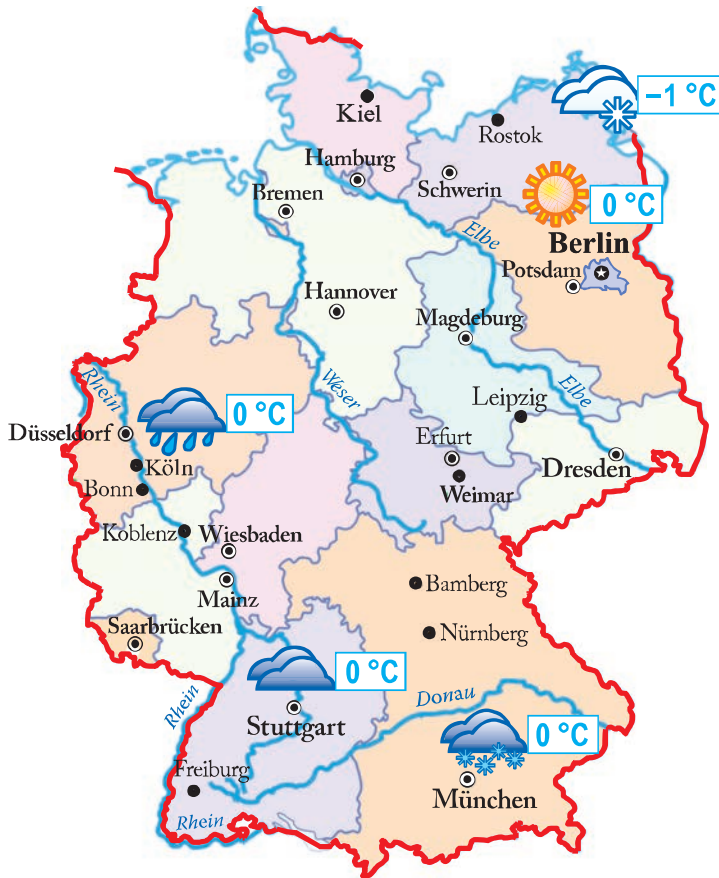 Kiel
−1 °C
Rostok
Hamburg
Schwerin
Bremen
0 °C
Elbe
Berlin
Potsdam
Hannover
Magdeburg
Rhein
Weser
Elbe
0 °C
Leipzig
Düsseldorf
Erfurt
Köln
Dresden
Bonn
Weimar
Koblenz
Wiesbaden
Bamberg
Mainz
Saarbrücken
Nürnberg
0 °C
Rhein
Donau
Stuttgart
0 °C
Freiburg
München
Rhein